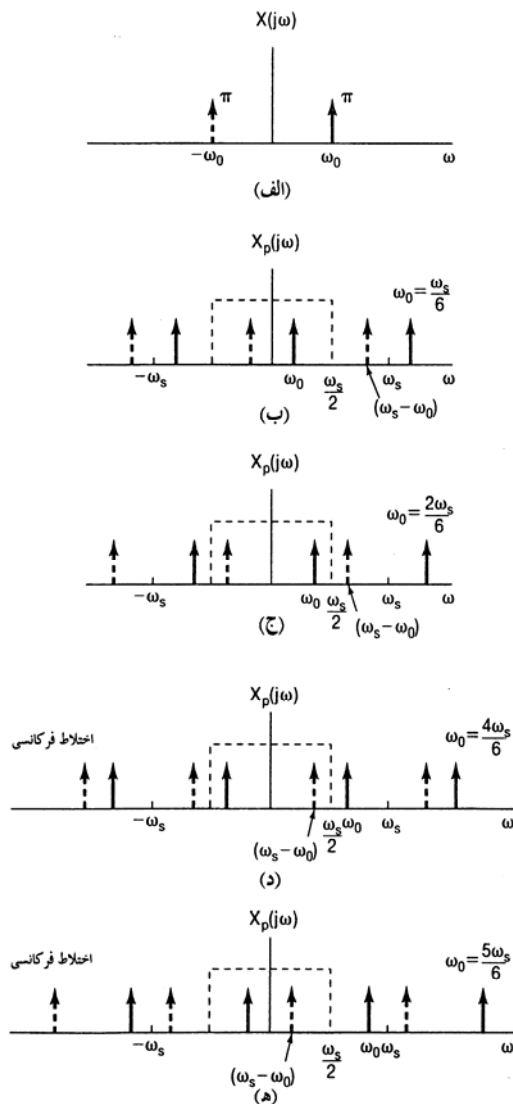 X(jω)
π π
−ω₀ ω₀ ω
(الف)
Xₚ(jω)
ω₀ = ωₛ/6
−ωₛ ω₀ ωₛ/2 ωₛ ω
(ωₛ − ω₀)
(ب)
Xₚ(jω)
ω₀ = 2ωₛ/6
−ωₛ ω₀ ωₛ/2 ωₛ ω
(ωₛ − ω₀)
(ج)
Xₚ(jω)
اختلاط فرکانسی ω₀ = 4ωₛ/6
−ωₛ ωₛ/2 ω₀ ωₛ ω
(ωₛ − ω₀)
(د)
Xₚ(jω)
اختلاط فرکانسی ω₀ = 5ωₛ/6
−ωₛ ωₛ/2 ω₀ ωₛ ω
(ωₛ − ω₀)
(ه)